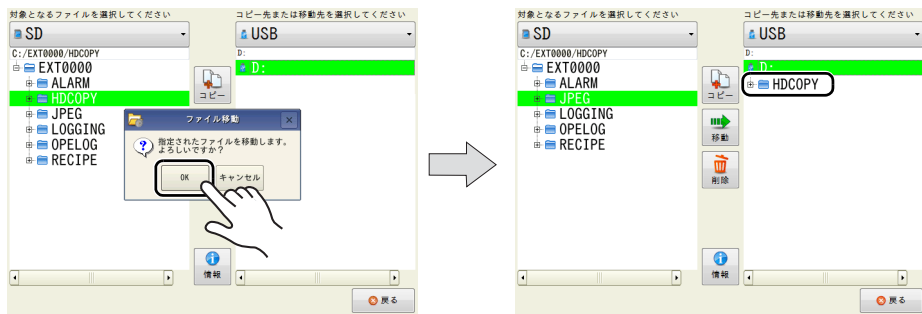 対象となるファイルを選択してください
コピー先または移動先を選択してください
SD
USB
C:/EXT0000/HDCOPY
D:
EXT0000
D:
ALARM
HDCOPY
コピー
JPEG
LOGGING
OPELOG
RECIPE
ファイル移動
指定されたファイルを移動します。
よろしいですか?
OK
キャンセル
情報
戻る
対象となるファイルを選択してください
コピー先または移動先を選択してください
SD
USB
C:/EXT0000/HDCOPY
D:
EXT0000
D:
ALARM
HDCOPY
JPEG
コピー
LOGGING
OPELOG
移動
RECIPE
削除
情報
戻る